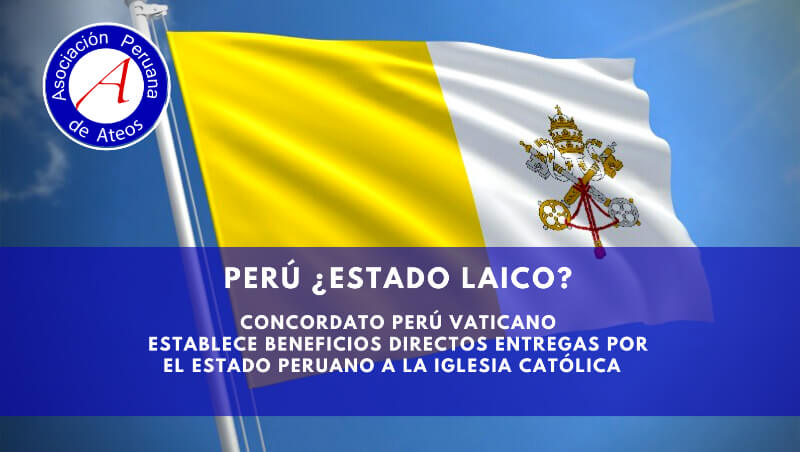 Asociación Peruana
de Ateos
A
PERÚ ¿ESTADO LAICO?
CONCORDATO PERÚ VATICANO
ESTABLECE BENEFICIOS DIRECTOS ENTREGAS POR
EL ESTADO PERUANO A LA IGLESIA CATÓLICA